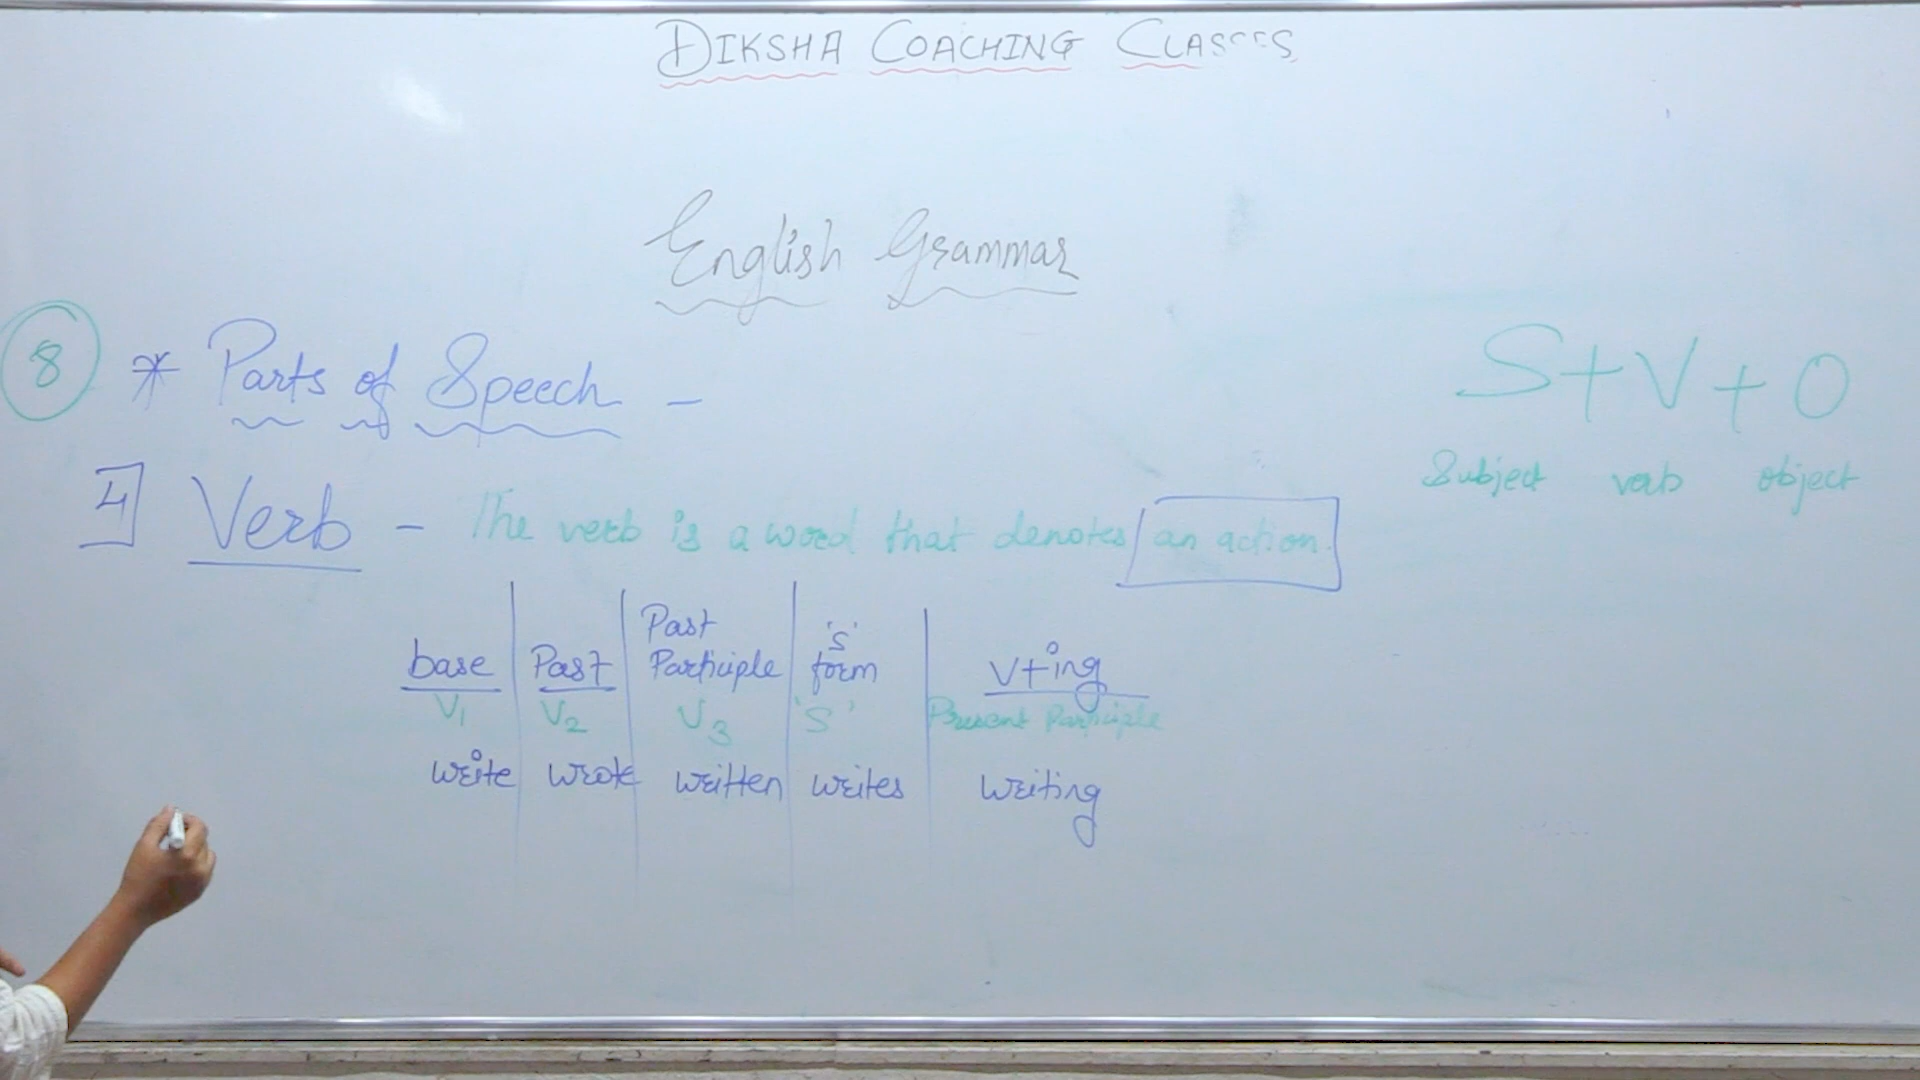 DIKSHA COACHING CLASSES
English Grammar
8 * Parts of Speech -
S+V+O
Subject verb object
4] Verb - The verb is a word that denotes an action.
base | Past | Past Participle | 's' form | V+ing
V1 V2 V3 'S' Present Participle
write wrote written writes writing